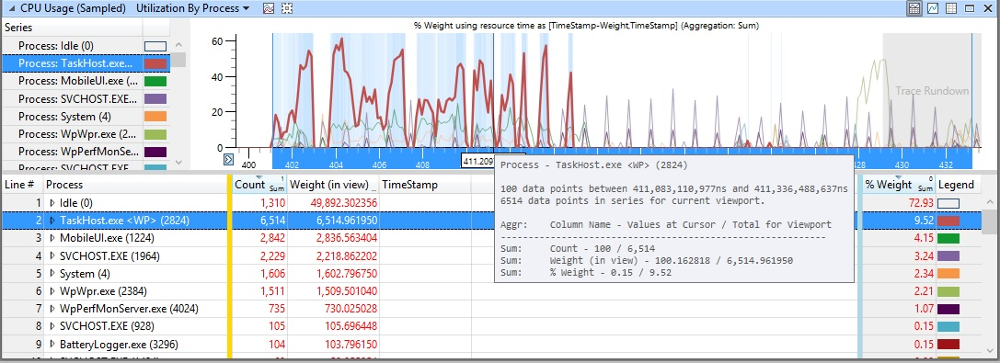 CPU Usage (Sampled) Utilization By Process
Series
% Weight using resource time as [TimeStamp-Weight,TimeStamp] (Aggregation: Sum)
Process: Idle (0)
Process: TaskHost.exe...
Process: MobileUI.exe (...
Process: SVCHOST.EXE...
Process: System (4)
Process: WpWpr.exe (2...
Process: WpPerfMonSe...
Process: SVCHOST.EXE
60
40
20
0
Trace Rundown
400 402 404 406 408 411.209 428 430 432
Line # Process Count Sum Weight (in view) TimeStamp % Weight Sum Legend
1 Idle (0) 1,310 49,892.302356 72.93
2 TaskHost.exe <WP> (2824) 6,514 6,514.961950 9.52
3 MobileUI.exe (1224) 2,842 2,836.563404 4.15
4 SVCHOST.EXE (1964) 2,229 2,218.862202 3.24
5 System (4) 1,606 1,602.796750 2.34
6 WpWpr.exe (2384) 1,511 1,509.501040 2.21
7 WpPerfMonServer.exe (4024) 735 730.025028 1.07
8 SVCHOST.EXE (928) 105 105.696448 0.15
9 BatteryLogger.exe (3296) 104 103.796150 0.15
Process - TaskHost.exe <WP> (2824)
100 data points between 411,083,110,977ns and 411,336,488,637ns
6514 data points in series for current viewport.
Aggr: Column Name - Values at Cursor / Total for Viewport
Sum: Count - 100 / 6,514
Sum: Weight (in view) - 100.162818 / 6,514.961950
Sum: % Weight - 0.15 / 9.52